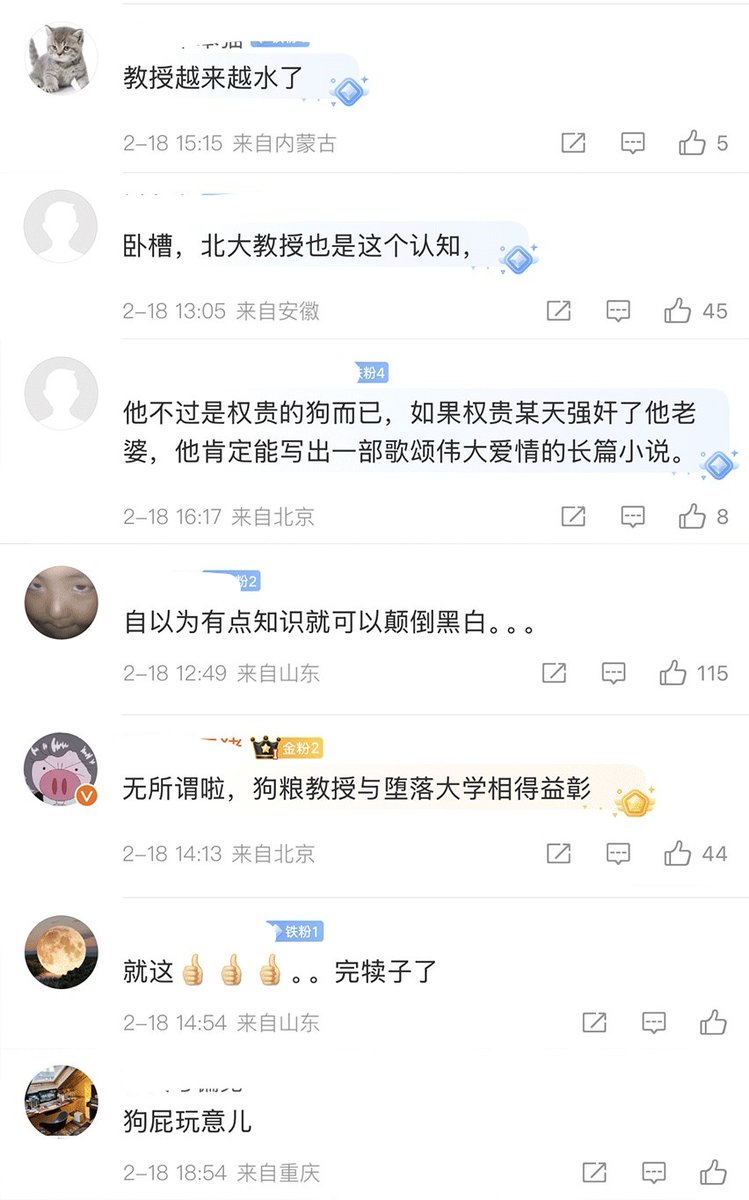 教授越来越水了
2-18 15:15 来自内蒙古
5
卧槽，北大教授也是这个认知，
2-18 13:05 来自安徽
45
粉4
他不过是权贵的狗而已，如果权贵某天强奸了他老
婆，他肯定能写出一部歌颂伟大爱情的长篇小说。
2-18 16:17 来自北京
8
粉2
自以为有点知识就可以颠倒黑白。。。
2-18 12:49 来自山东
115
金粉2
无所谓啦，狗粮教授与堕落大学相得益彰
2-18 14:13 来自北京
44
铁粉1
就这👍👍👍。。完犊子了
2-18 14:54 来自山东
狗屁玩意儿
2-18 18:54 来自重庆